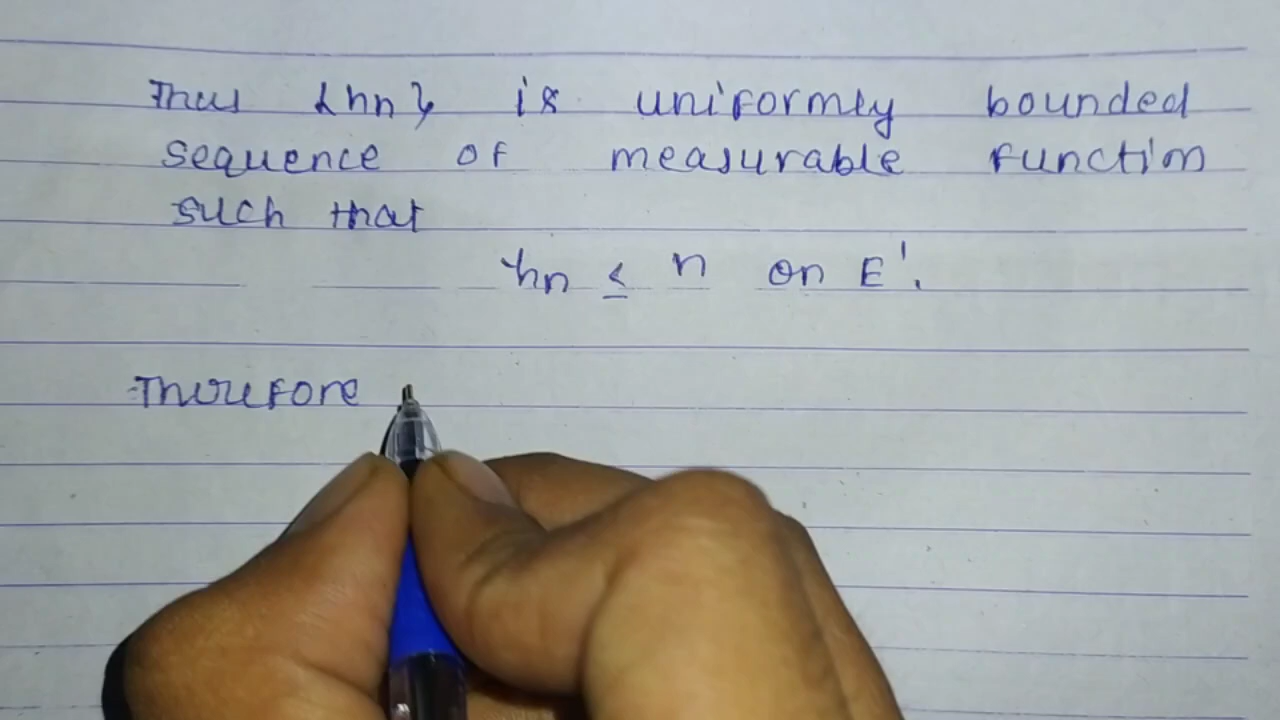 Thus {hn} is uniformly bounded
sequence of measurable function
such that
hn ≤ n on E'.
Therefore